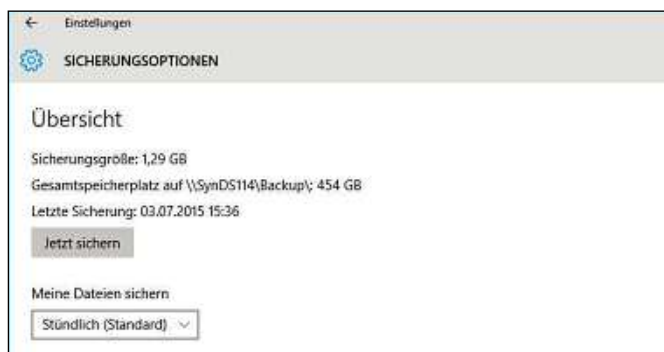 Einstellungen
SICHERUNGSOPTIONEN
Übersicht
Sicherungsgröße: 1,29 GB
Gesamtspeicherplatz auf \\SynDS114\Backup\: 454 GB
Letzte Sicherung: 03.07.2015 15:36
Jetzt sichern
Meine Dateien sichern
Stündlich (Standard)